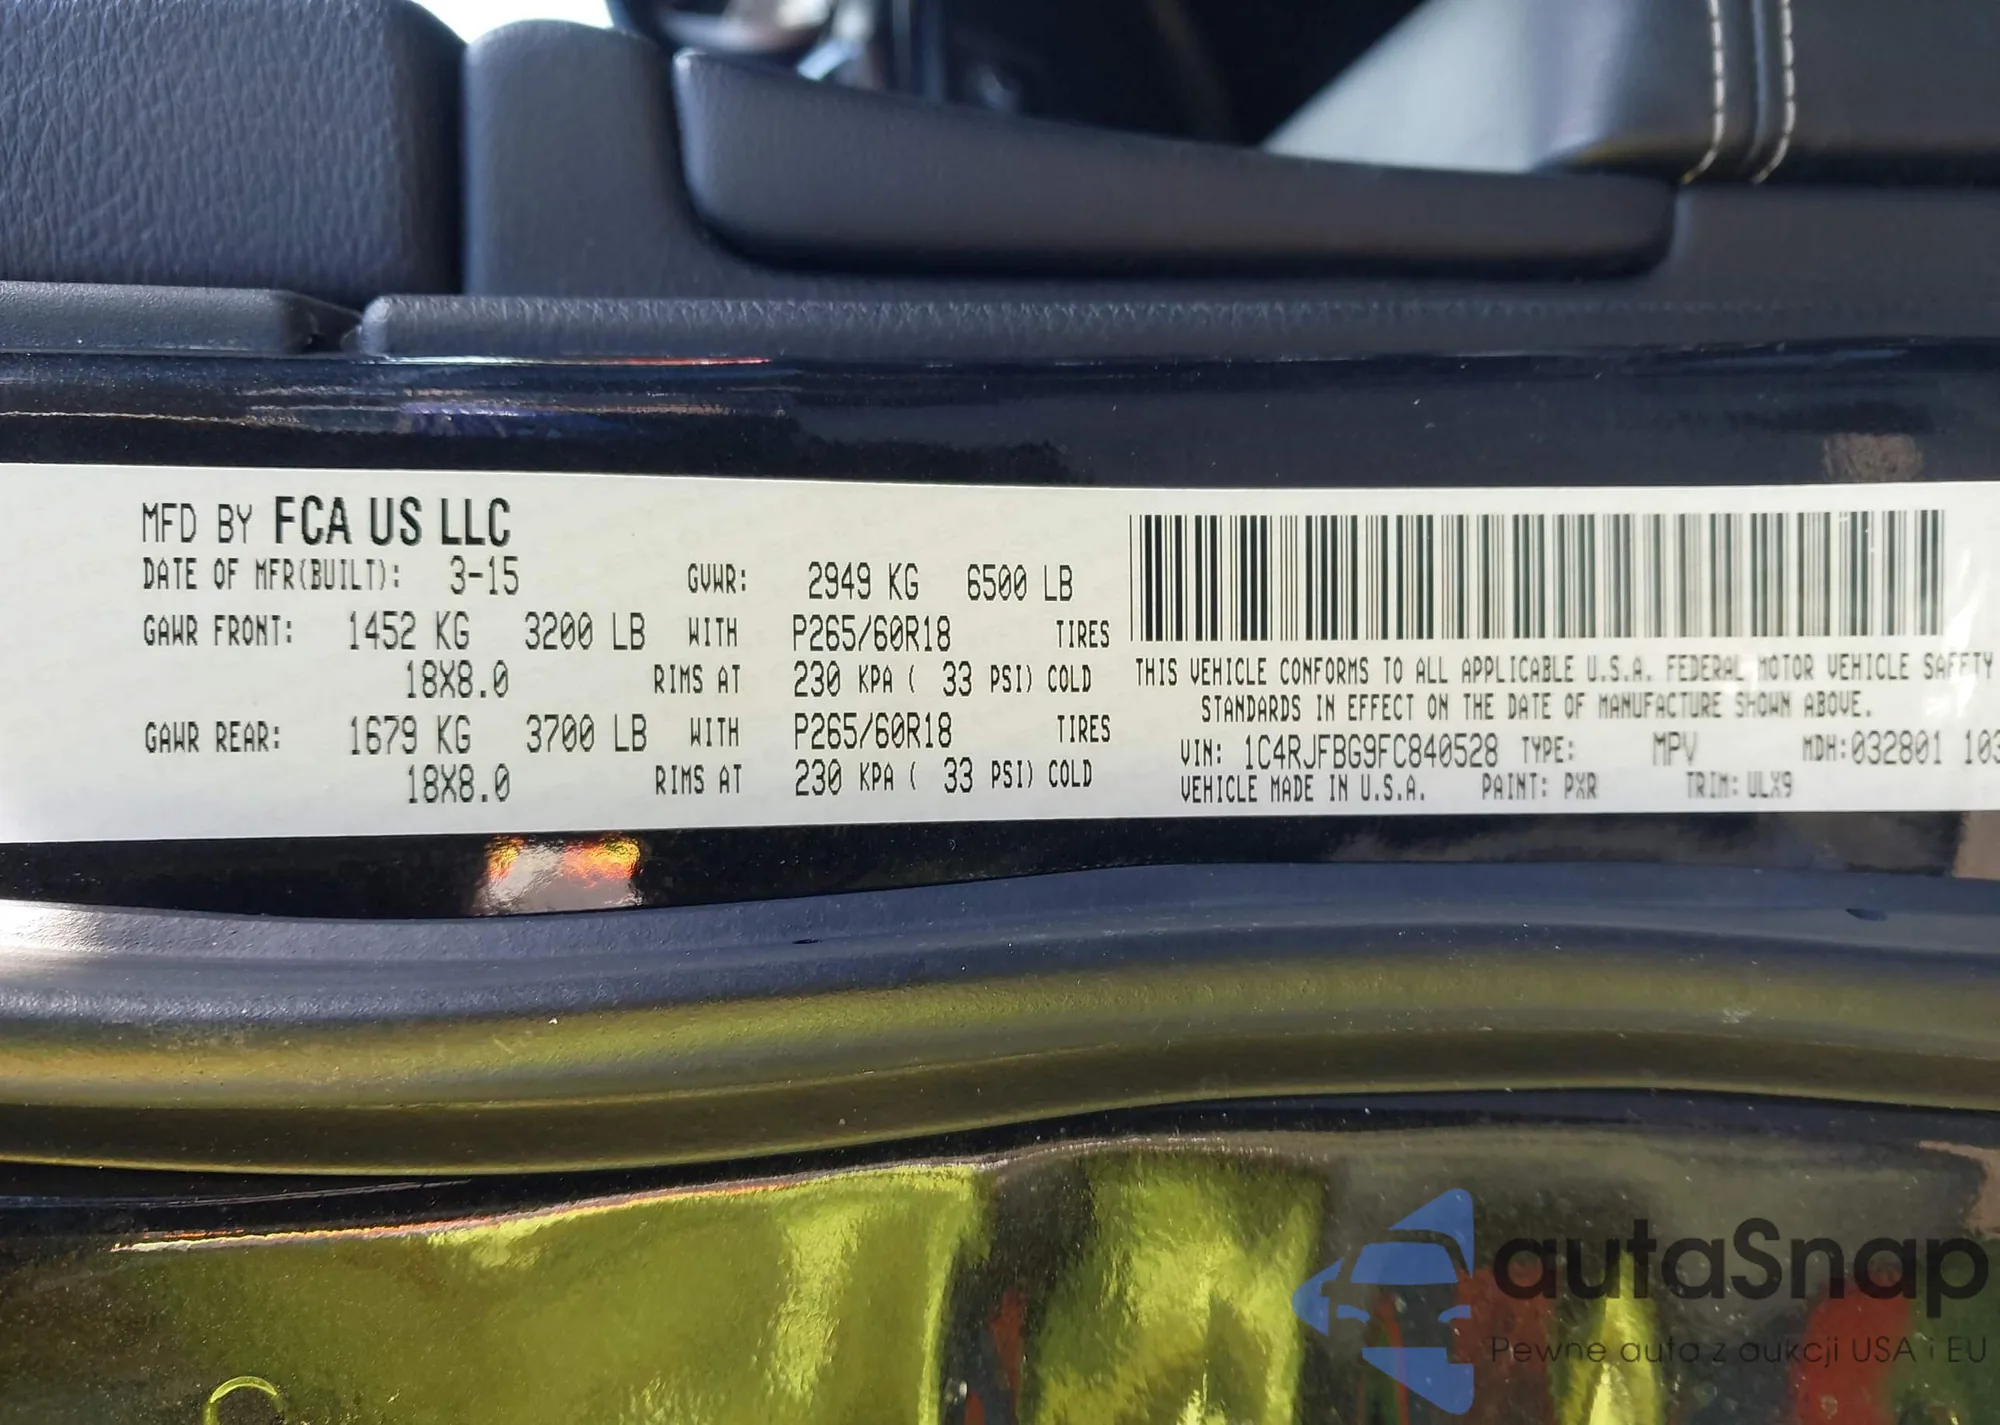 MFD BY FCA US LLC
DATE OF MFR(BUILT): 3-15 GVWR: 2949 KG 6500 LB
GAWR FRONT: 1452 KG 3200 LB WITH P265/60R18 TIRES
18X8.0 RIMS AT 230 KPA ( 33 PSI) COLD
GAWR REAR: 1679 KG 3700 LB WITH P265/60R18 TIRES
18X8.0 RIMS AT 230 KPA ( 33 PSI) COLD
THIS VEHICLE CONFORMS TO ALL APPLICABLE U.S.A. FEDERAL MOTOR VEHICLE SAFETY
STANDARDS IN EFFECT ON THE DATE OF MANUFACTURE SHOWN ABOVE.
VIN: 1C4RJFBG9FC840528 TYPE: MPV MDH:032801 103
VEHICLE MADE IN U.S.A. PAINT: PXR TRIM: ULX9
autaSnap
Pewne auta z aukcji USA i EU